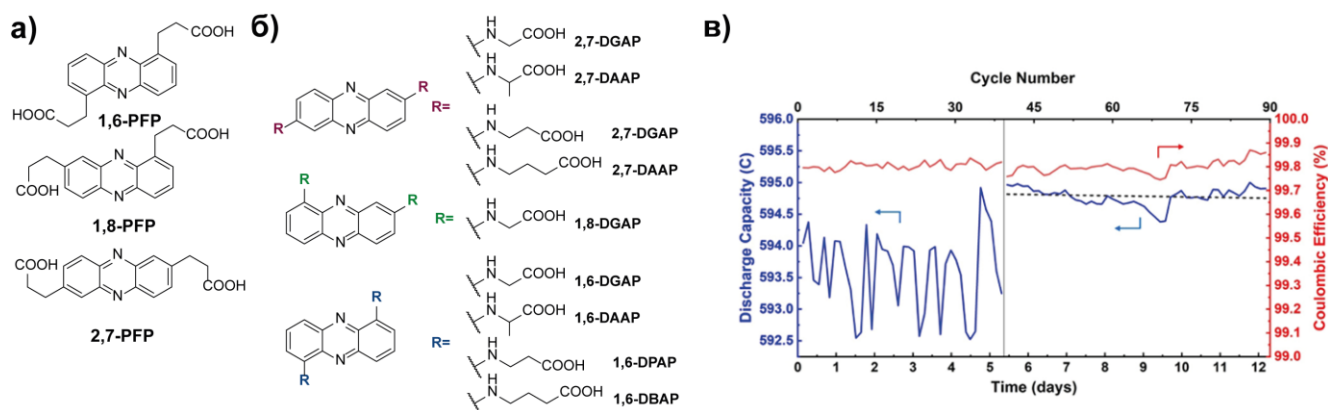 а)
COOH
N
N
HOOC
1,6-PFP
COOH
N
N
COOH
1,8-PFP
HOOC
N
N
COOH
2,7-PFP
б)
H
N
COOH
2,7-DGAP
H
N
COOH
2,7-DAAP
R
N
N
R
R=
H
N
COOH
2,7-DGAP
H
N
COOH
2,7-DAAP
R
N
N
R
R=
H
N
COOH
1,8-DGAP
H
N
COOH
1,6-DGAP
H
N
COOH
1,6-DAAP
R
N
N
R
R=
H
N
COOH
1,6-DPAP
H
N
COOH
1,6-DBAP
в)
Cycle Number
1 15 30 45 60 75 90
Discharge Capacity (C)
596.0
595.5
595.0
594.5
594.0
593.5
593.0
592.5
Coulombic Efficiency (%)
100.0
99.9
99.8
99.7
99.6
99.5
99.4
99.3
99.2
99.1
99.0
0 1 2 3 4 5 6 7 8 9 10 11 12
Time (days)